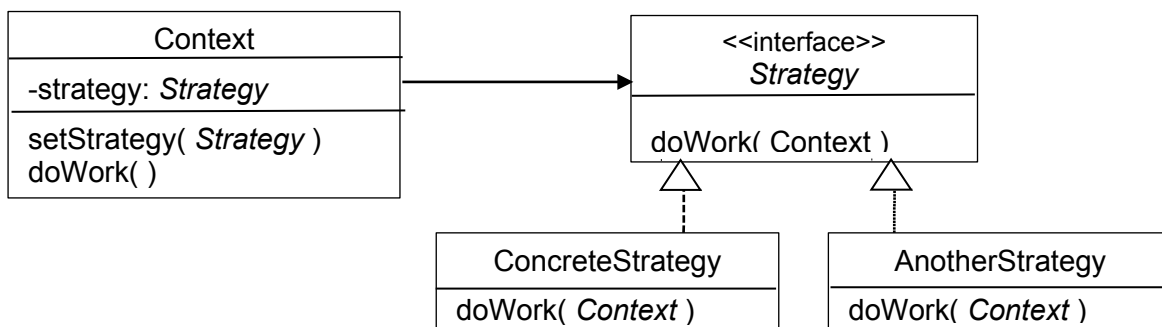 Context
-strategy: Strategy
setStrategy( Strategy )
doWork( )
<<interface>>
Strategy
doWork( Context )
ConcreteStrategy
doWork( Context )
AnotherStrategy
doWork( Context )